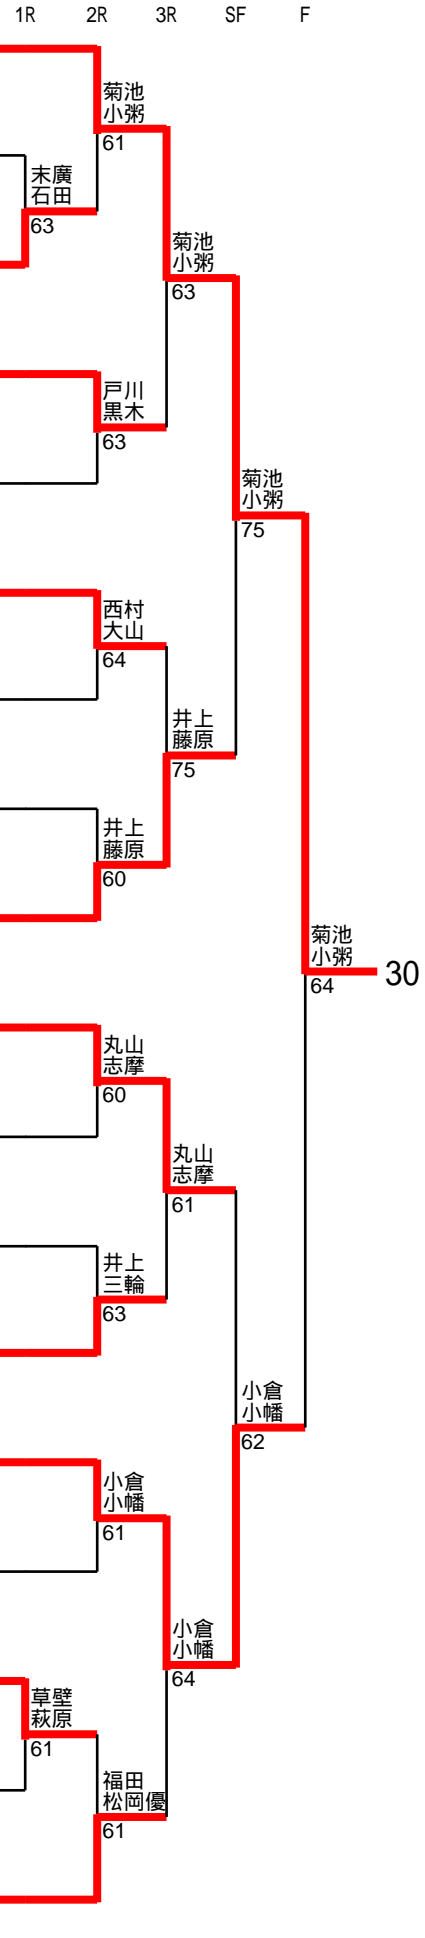 1R 2R 3R SF F
菊池
小粥
61
末廣
石田
63
菊池
小粥
63
戸川
黒木
63
菊池
小粥
75
西村
大山
64
井上
藤原
75
井上
藤原
60
菊池
小粥
64
30
丸山
志摩
60
丸山
志摩
61
井上
三輪
63
小倉
小幡
62
小倉
小幡
61
小倉
小幡
64
草壁
萩原
61
福田
松岡優
61